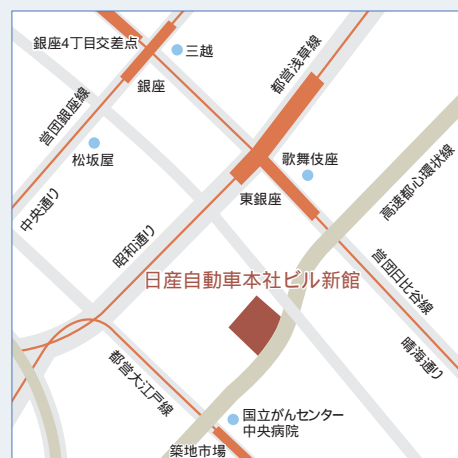 銀座4丁目交差点
三越
銀座
都営浅草線
営団銀座線
松坂屋
歌舞伎座
東銀座
高速都心環状線
中央通り
昭和通り
営団日比谷線
日産自動車本社ビル新館
晴海通り
都営大江戸線
国立がんセンター
中央病院
築地市場